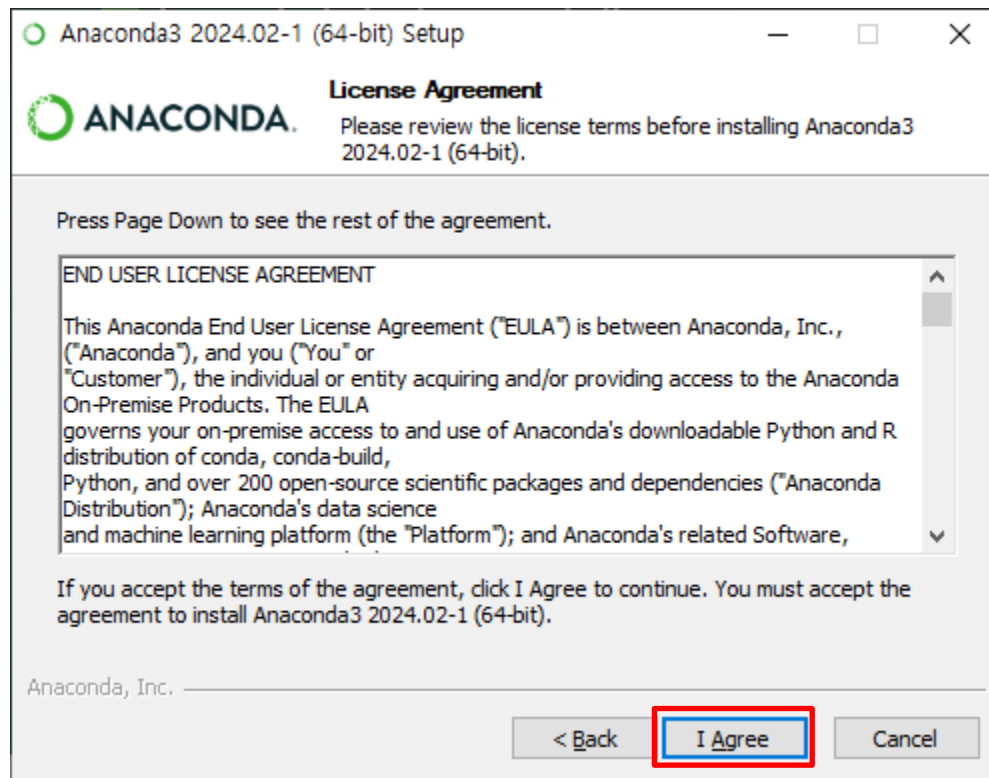 Anaconda3 2024.02-1 (64-bit) Setup
ANACONDA.
License Agreement
Please review the license terms before installing Anaconda3
2024.02-1 (64-bit).
Press Page Down to see the rest of the agreement.
END USER LICENSE AGREEMENT
This Anaconda End User License Agreement ("EULA") is between Anaconda, Inc.,
("Anaconda"), and you ("You" or
"Customer"), the individual or entity acquiring and/or providing access to the Anaconda
On-Premise Products. The EULA
governs your on-premise access to and use of Anaconda's downloadable Python and R
distribution of conda, conda-build,
Python, and over 200 open-source scientific packages and dependencies ("Anaconda
Distribution"); Anaconda's data science
and machine learning platform (the "Platform"); and Anaconda's related Software,
If you accept the terms of the agreement, click I Agree to continue. You must accept the
agreement to install Anaconda3 2024.02-1 (64-bit).
Anaconda, Inc.
< Back
I Agree
Cancel